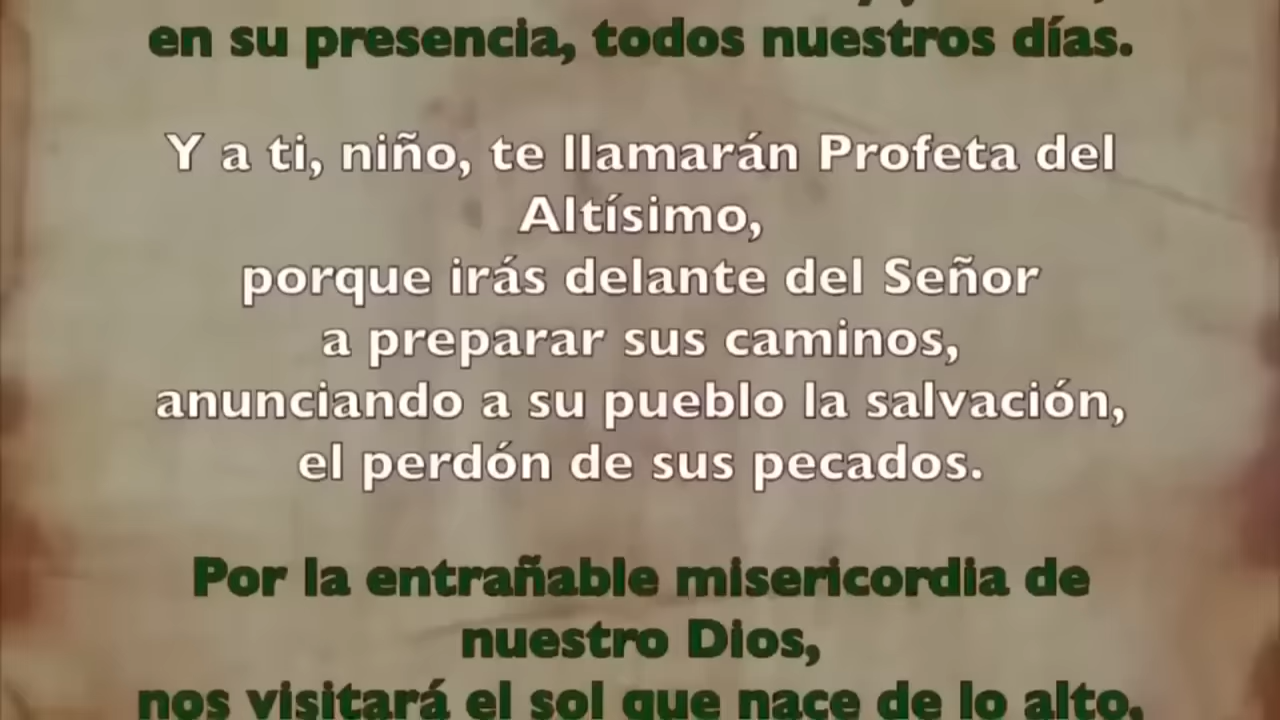 en su presencia, todos nuestros días.
Y a ti, niño, te llamarán Profeta del
Altísimo,
porque irás delante del Señor
a preparar sus caminos,
anunciando a su pueblo la salvación,
el perdón de sus pecados.
Por la entrañable misericordia de
nuestro Dios,
nos visitará el sol que nace de lo alto,